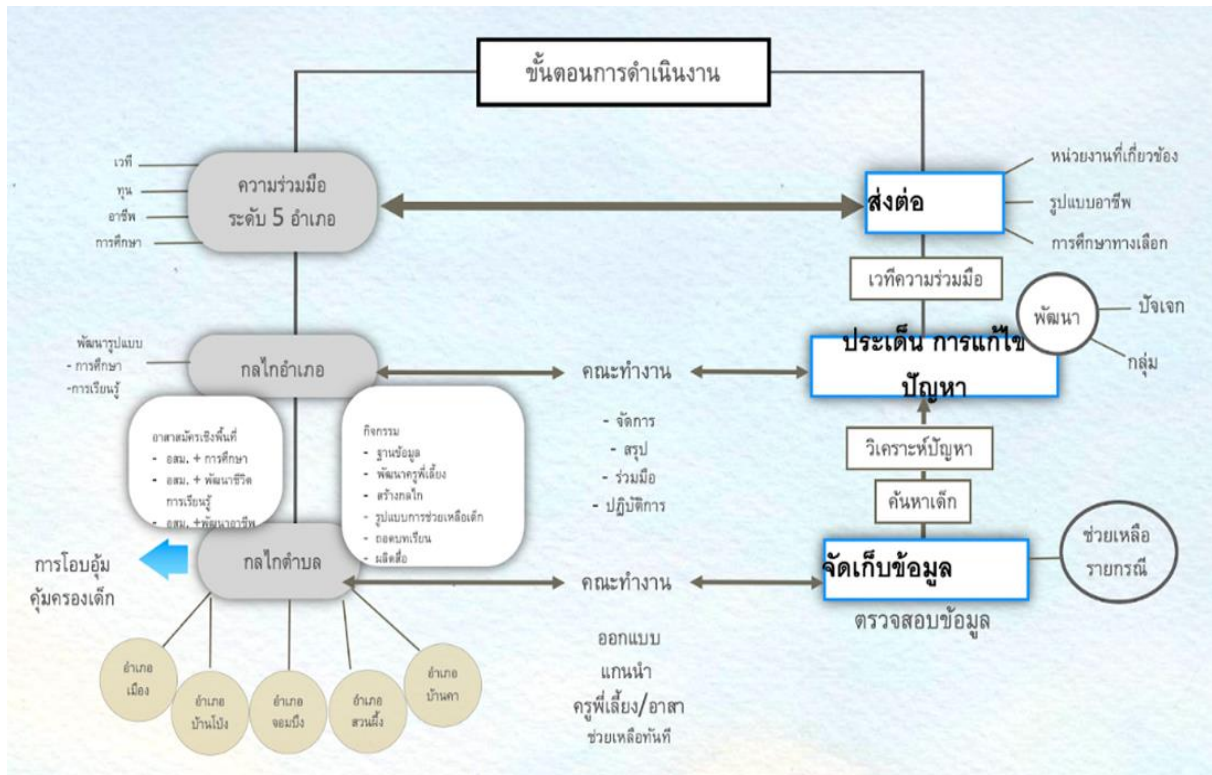 ขั้นตอนการดำเนินงาน
เวที
ทุน
อาชีพ
การศึกษา
ความร่วมมือ
ระดับ 5 อำเภอ
ส่งต่อ
หน่วยงานที่เกี่ยวข้อง
รูปแบบอาชีพ
การศึกษาทางเลือก
เวทีความร่วมมือ
พัฒนา
ปัจเจก
กลุ่ม
พัฒนารูปแบบ
- การศึกษา
-การเรียนรู้
กลไกอำเภอ
คณะทำงาน
- จัดการ
- สรุป
- ร่วมมือ
- ปฏิบัติการ
ประเด็น การแก้ไข
ปัญหา
วิเคราะห์ปัญหา
ค้นหาเด็ก
อาสาสมัครเชิงพื้นที่
- อสม. + การศึกษา
- อสม. + พัฒนาชีวิต
การเรียนรู้
- อสม. +พัฒนาอาชีพ
กิจกรรม
- ฐานข้อมูล
- พัฒนาครูพี่เลี้ยง
- สร้างกลไก
- รูปแบบการช่วยเหลือเด็ก
- ถอดบทเรียน
- ผลิตสื่อ
การโอบอุ้ม
คุ้มครองเด็ก
กลไกตำบล
คณะทำงาน
จัดเก็บข้อมูล
ตรวจสอบข้อมูล
ช่วยเหลือ
รายกรณี
ออกแบบ
แกนนำ
ครูพี่เลี้ยง/อาสา
ช่วยเหลือทันที
อำเภอ
เมือง
อำเภอ
บ้านโป่ง
อำเภอ
จอมบึง
อำเภอ
สวนผึ้ง
อำเภอ
บ้านคา